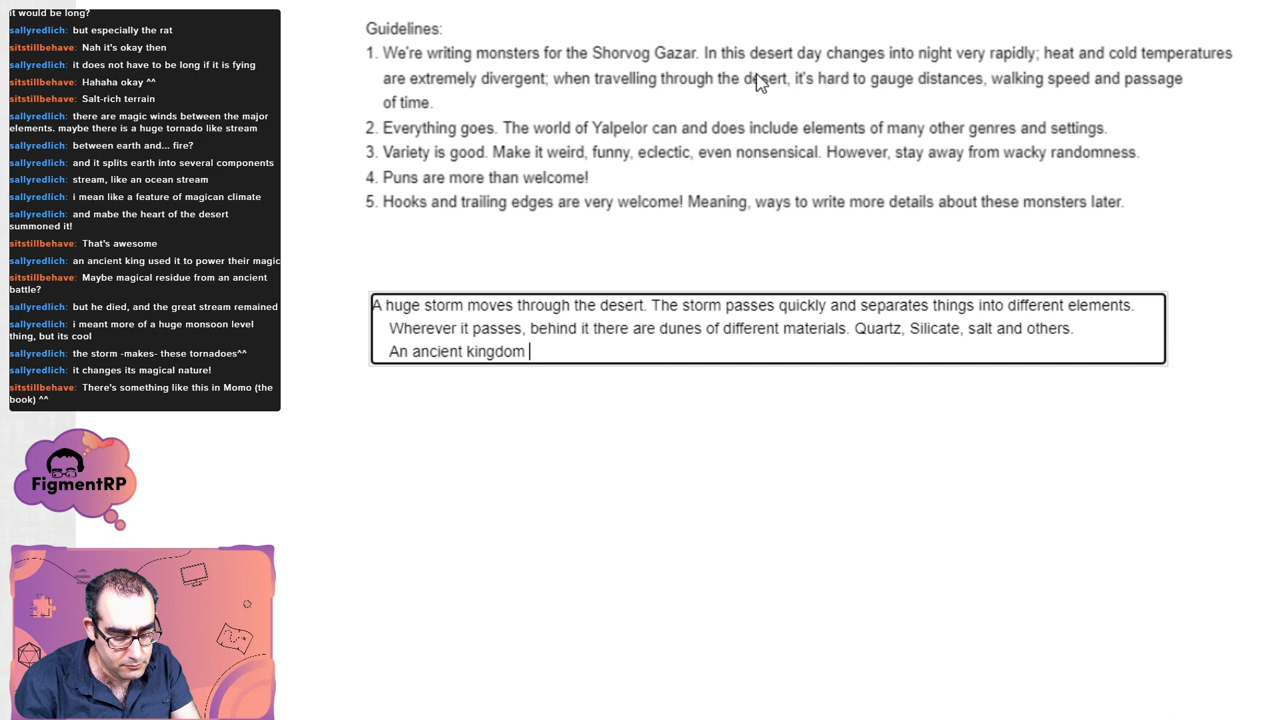 it would be long?
sallyredlich: but especially the rat
sitstillbehave: Nah it's okay then
sallyredlich: it does not have to be long if it is fying
sitstillbehave: Hahaha okay ^^
sitstillbehave: Salt-rich terrain
sallyredlich: there are magic winds between the major
elements. maybe there is a huge tornado like stream
sallyredlich: between earth and... fire?
sallyredlich: and it splits earth into several components
sallyredlich: stream, like an ocean stream
sallyredlich: i mean like a feature of magican climate
sallyredlich: and mabe the heart of the desert
summoned it!
sitstillbehave: That's awesome
sallyredlich: an ancient king used it to power their magic
sitstillbehave: Maybe magical residue from an ancient
battle?
sallyredlich: but he died, and the great stream remained
sallyredlich: i meant more of a huge monsoon level
thing, but its cool
sallyredlich: the storm -makes- these tornadoes^^
sallyredlich: it changes its magical nature!
sitstillbehave: There's something like this in Momo (the
book) ^^
FigmentRP
Guidelines:
1. We're writing monsters for the Shorvog Gazar. In this desert day changes into night very rapidly; heat and cold temperatures
are extremely divergent; when travelling through the desert, it's hard to gauge distances, walking speed and passage
of time.
2. Everything goes. The world of Yalpelor can and does include elements of many other genres and settings.
3. Variety is good. Make it weird, funny, eclectic, even nonsensical. However, stay away from wacky randomness.
4. Puns are more than welcome!
5. Hooks and trailing edges are very welcome! Meaning, ways to write more details about these monsters later.
A huge storm moves through the desert. The storm passes quickly and separates things into different elements.
Wherever it passes, behind it there are dunes of different materials. Quartz, Silicate, salt and others.
An ancient kingdom